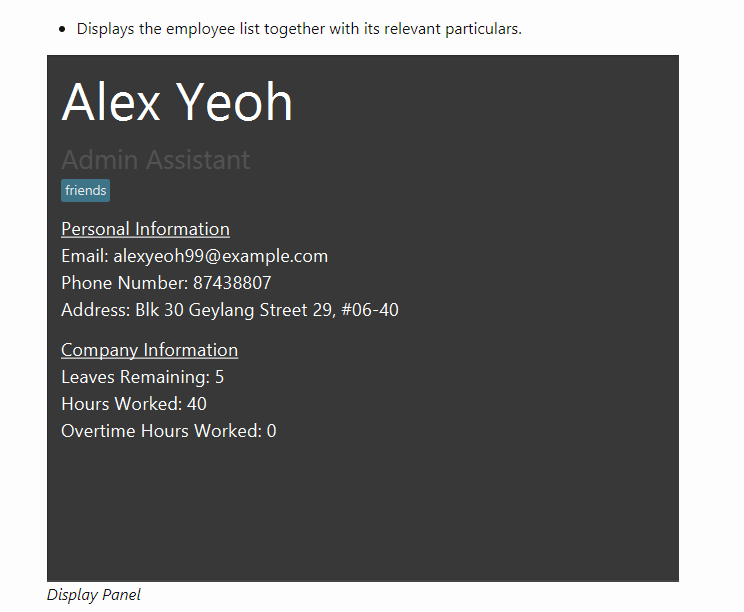 • Displays the employee list together with its relevant particulars.
Alex Yeoh
Admin Assistant
friends
Personal Information
Email: alexyeoh99@example.com
Phone Number: 87438807
Address: Blk 30 Geylang Street 29, #06-40
Company Information
Leaves Remaining: 5
Hours Worked: 40
Overtime Hours Worked: 0
Display Panel